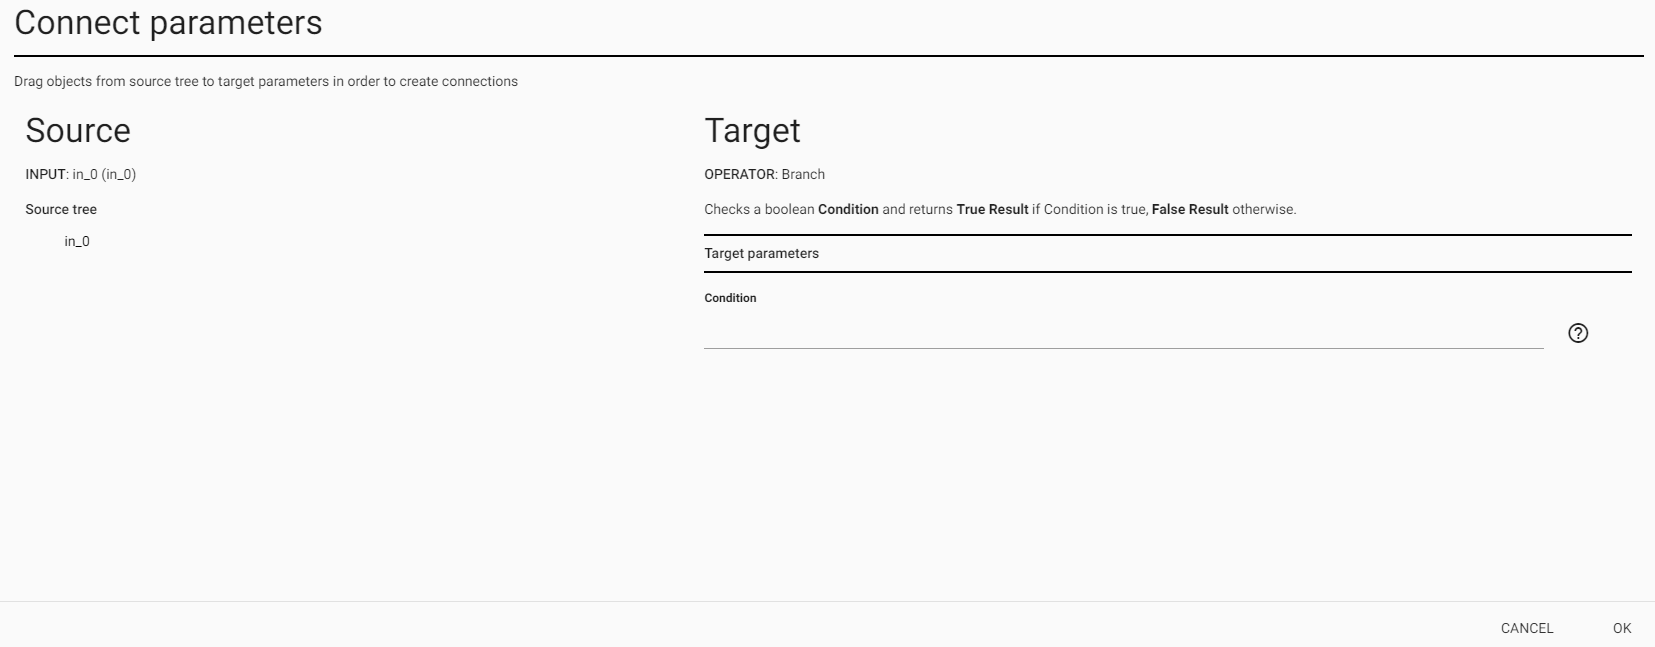 Connect parameters
Drag objects from source tree to target parameters in order to create connections
Source
INPUT: in_0 (in_0)
Source tree
in_0
Target
OPERATOR: Branch
Checks a boolean Condition and returns True Result if Condition is true, False Result otherwise.
Target parameters
Condition
CANCEL
OK